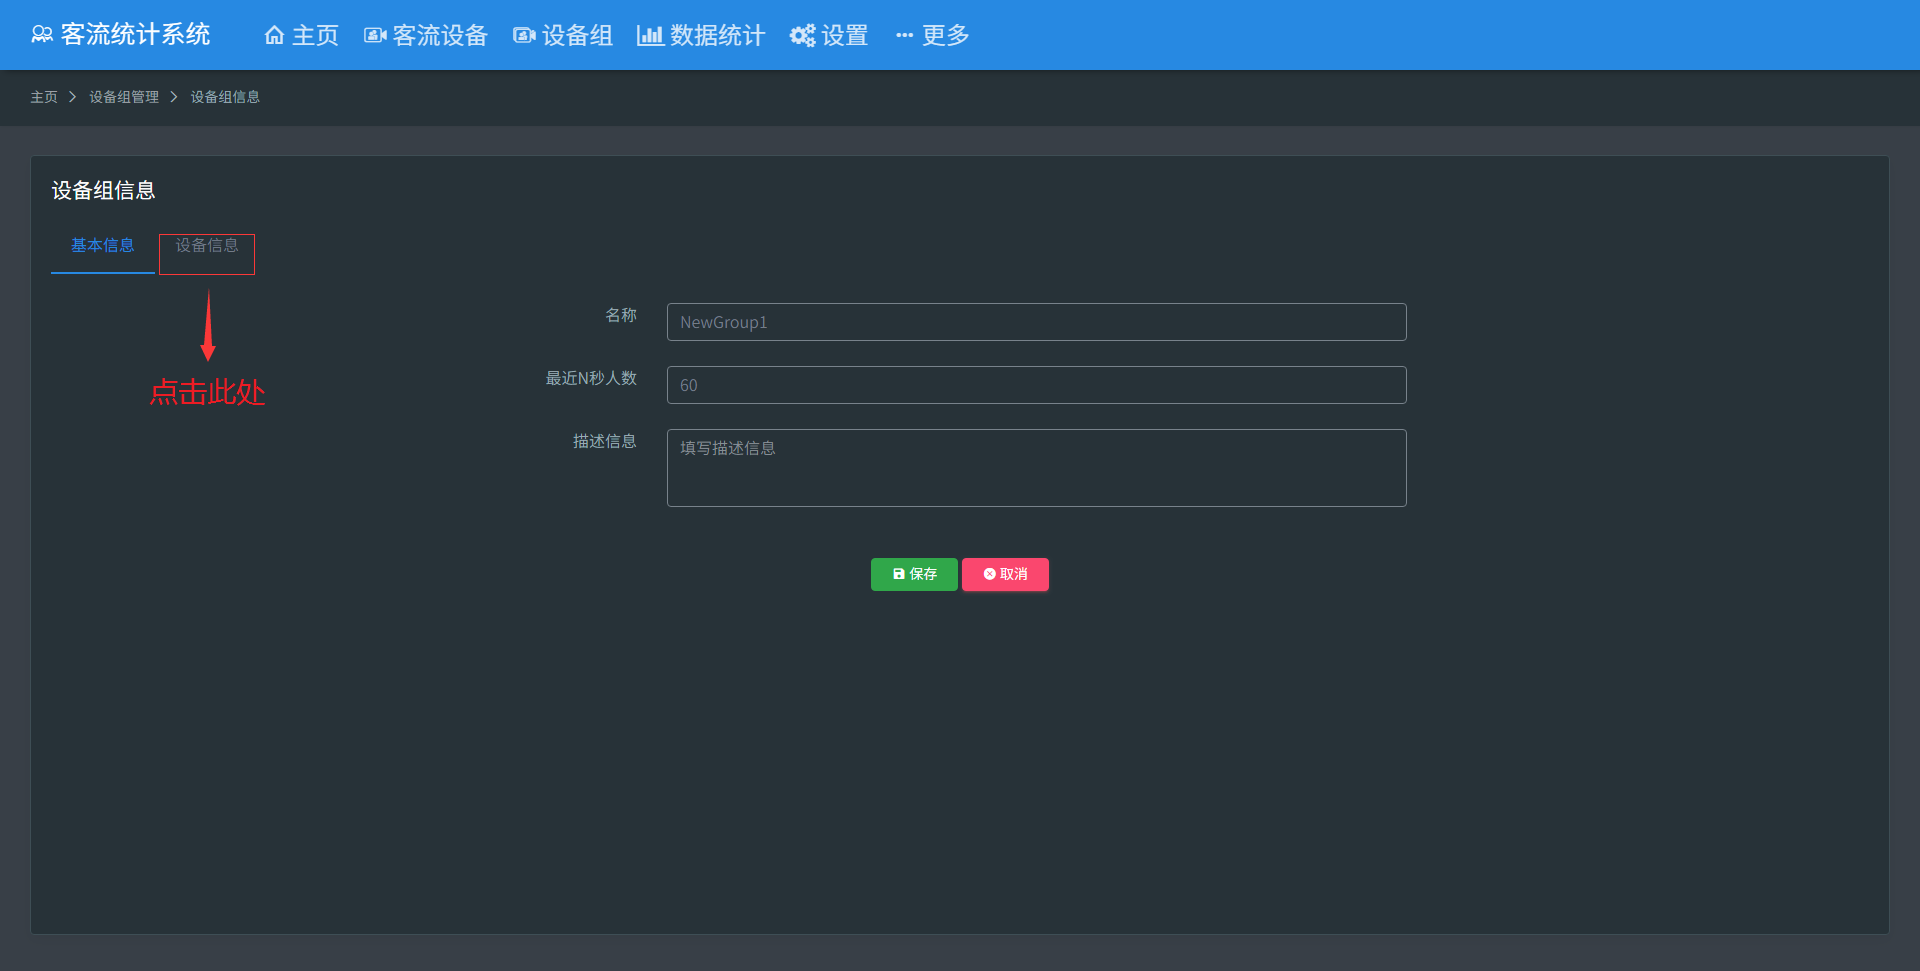 客流统计系统 主页 客流设备 设备组 数据统计 设置 更多
主页 设备组管理 设备组信息
设备组信息
基本信息 设备信息
名称 NewGroup1
最近N秒人数 60
点击此处
描述信息 填写描述信息
保存 取消